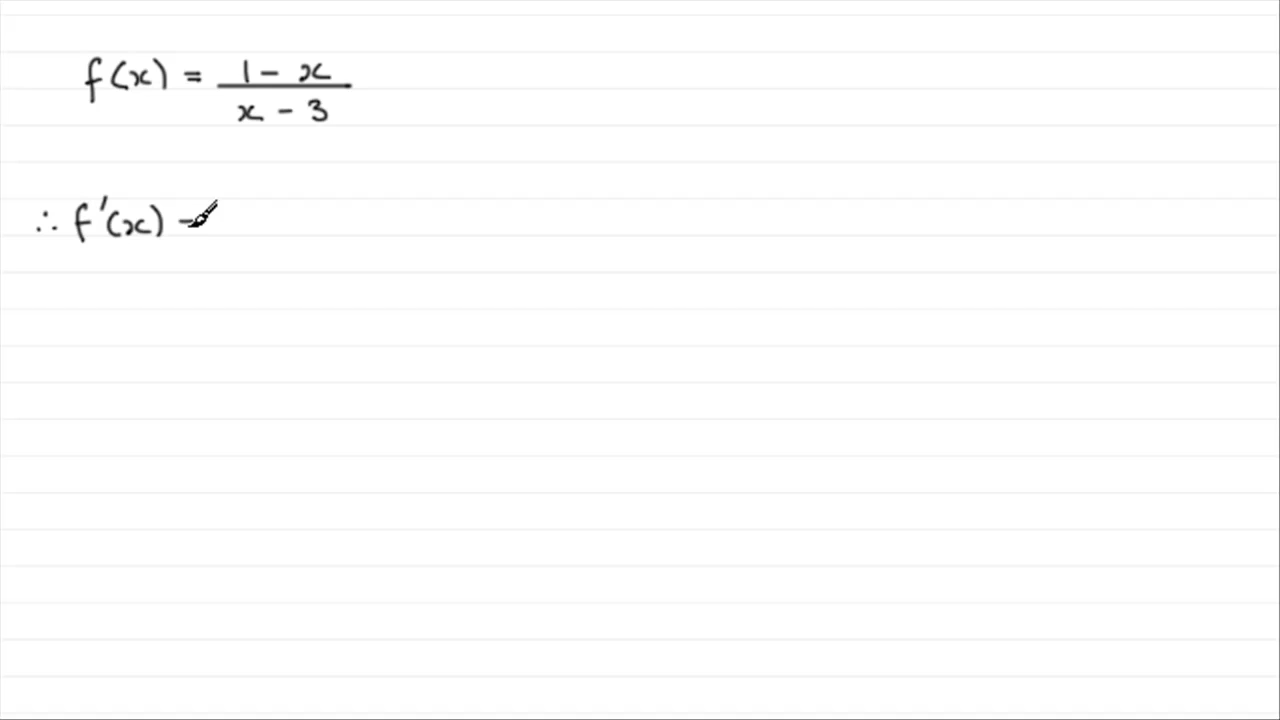 f(x) = (1 - x)/(x - 3)
∴ f'(x) -